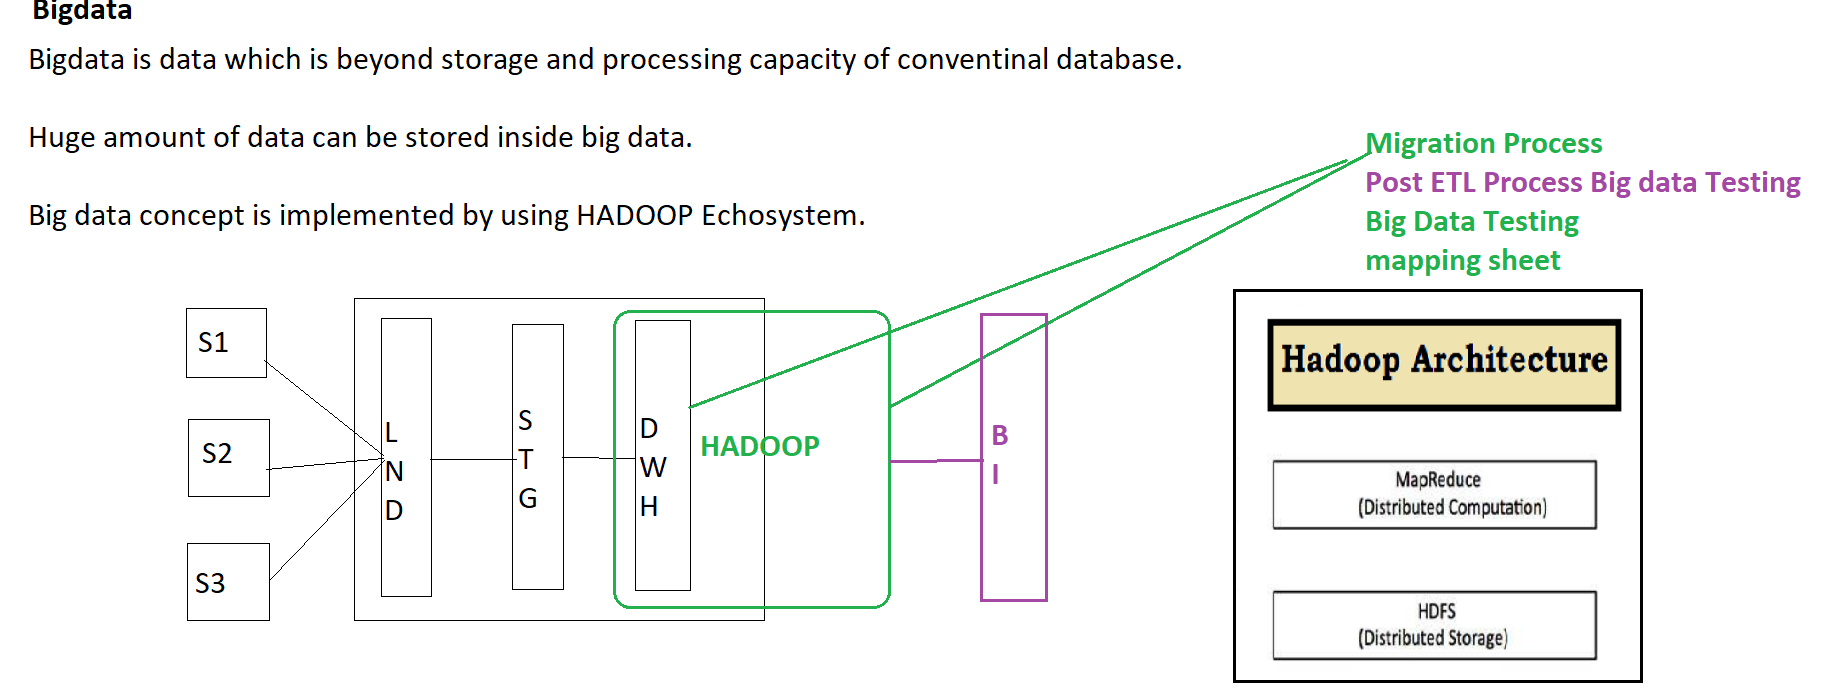 Bigdata
Bigdata is data which is beyond storage and processing capacity of conventinal database.
Huge amount of data can be stored inside big data.
Big data concept is implemented by using HADOOP Echosystem.
Migration Process
Post ETL Process Big data Testing
Big Data Testing
mapping sheet
S1
S2
S3
L
N
D
S
T
G
D
W
H
HADOOP
B
I
Hadoop Architecture
MapReduce
(Distributed Computation)
HDFS
(Distributed Storage)